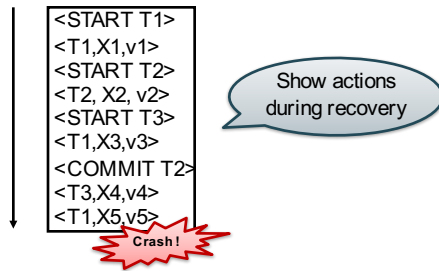 <START T1>
<T1,X1,v1>
<START T2>
<T2, X2, v2>
<START T3>
<T1,X3,v3>
<COMMIT T2>
<T3,X4,v4>
<T1,X5,v5>
Crash!
Show actions
during recovery